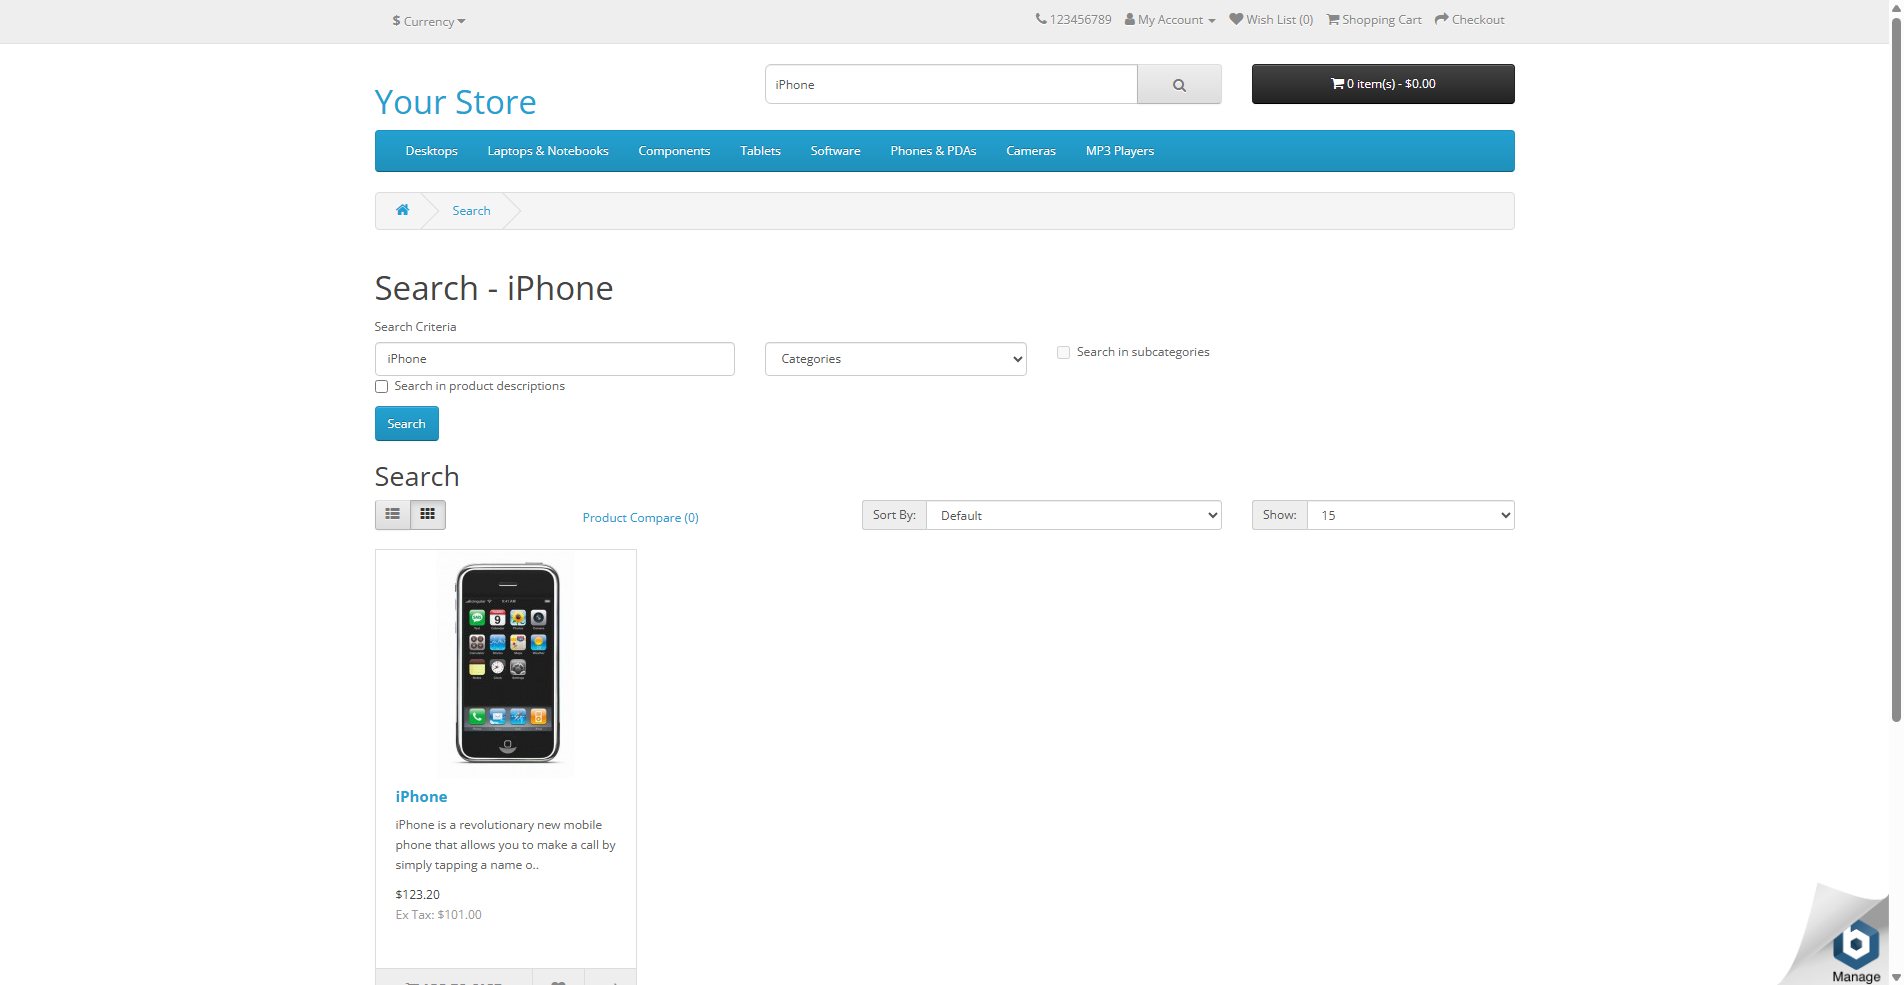 $ Currency
123456789
My Account
Wish List (0)
Shopping Cart
Checkout
Your Store
iPhone
0 item(s) - $0.00
Desktops
Laptops & Notebooks
Components
Tablets
Software
Phones & PDAs
Cameras
MP3 Players
Search
Search - iPhone
Search Criteria
iPhone
Categories
Search in subcategories
Search in product descriptions
Search
Search
Product Compare (0)
Sort By:
Default
Show:
15
iPhone
iPhone is a revolutionary new mobile
phone that allows you to make a call by
simply tapping a name o..
$123.20
Ex Tax: $101.00
Manage